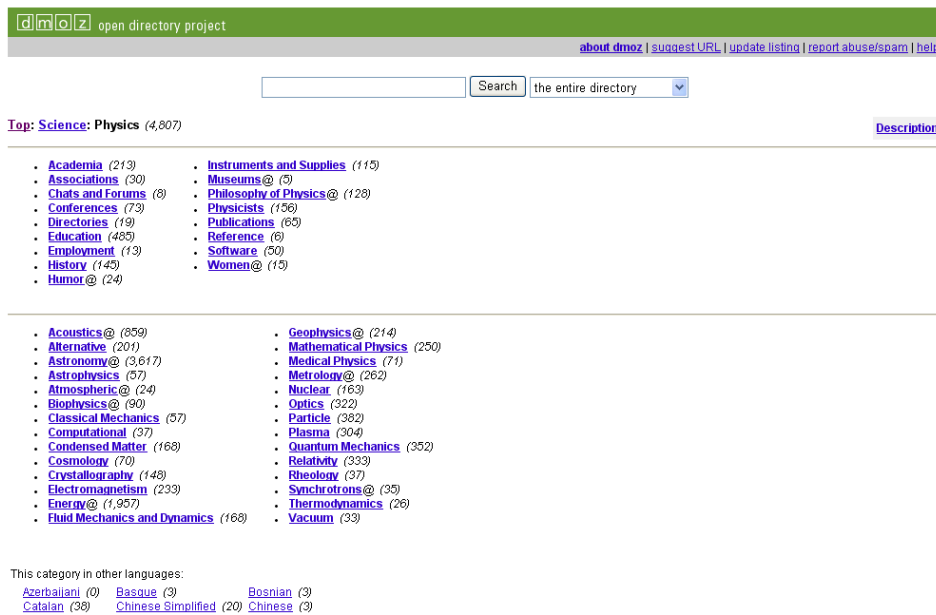 dmoz open directory project
about dmoz | suggest URL | update listing | report abuse/spam | help
Search the entire directory
Top: Science: Physics (4,807)
Description
Academia (213)
Associations (30)
Chats and Forums (8)
Conferences (73)
Directories (19)
Education (485)
Employment (13)
History (145)
Humor@ (24)
Instruments and Supplies (115)
Museums@ (5)
Philosophy of Physics@ (128)
Physicists (156)
Publications (65)
Reference (6)
Software (50)
Women@ (15)
Acoustics@ (859)
Alternative (201)
Astronomy@ (3,617)
Astrophysics (57)
Atmospheric@ (24)
Biophysics@ (90)
Classical Mechanics (57)
Computational (37)
Condensed Matter (168)
Cosmology (70)
Crystallography (148)
Electromagnetism (233)
Energy@ (1,957)
Fluid Mechanics and Dynamics (168)
Geophysics@ (214)
Mathematical Physics (250)
Medical Physics (71)
Metrology@ (262)
Nuclear (163)
Optics (322)
Particle (382)
Plasma (304)
Quantum Mechanics (352)
Relativity (333)
Rheology (37)
Synchrotrons@ (35)
Thermodynamics (26)
Vacuum (33)
This category in other languages:
Azerbaijani (0) Basque (3) Bosnian (3)
Catalan (38) Chinese Simplified (20) Chinese (3)